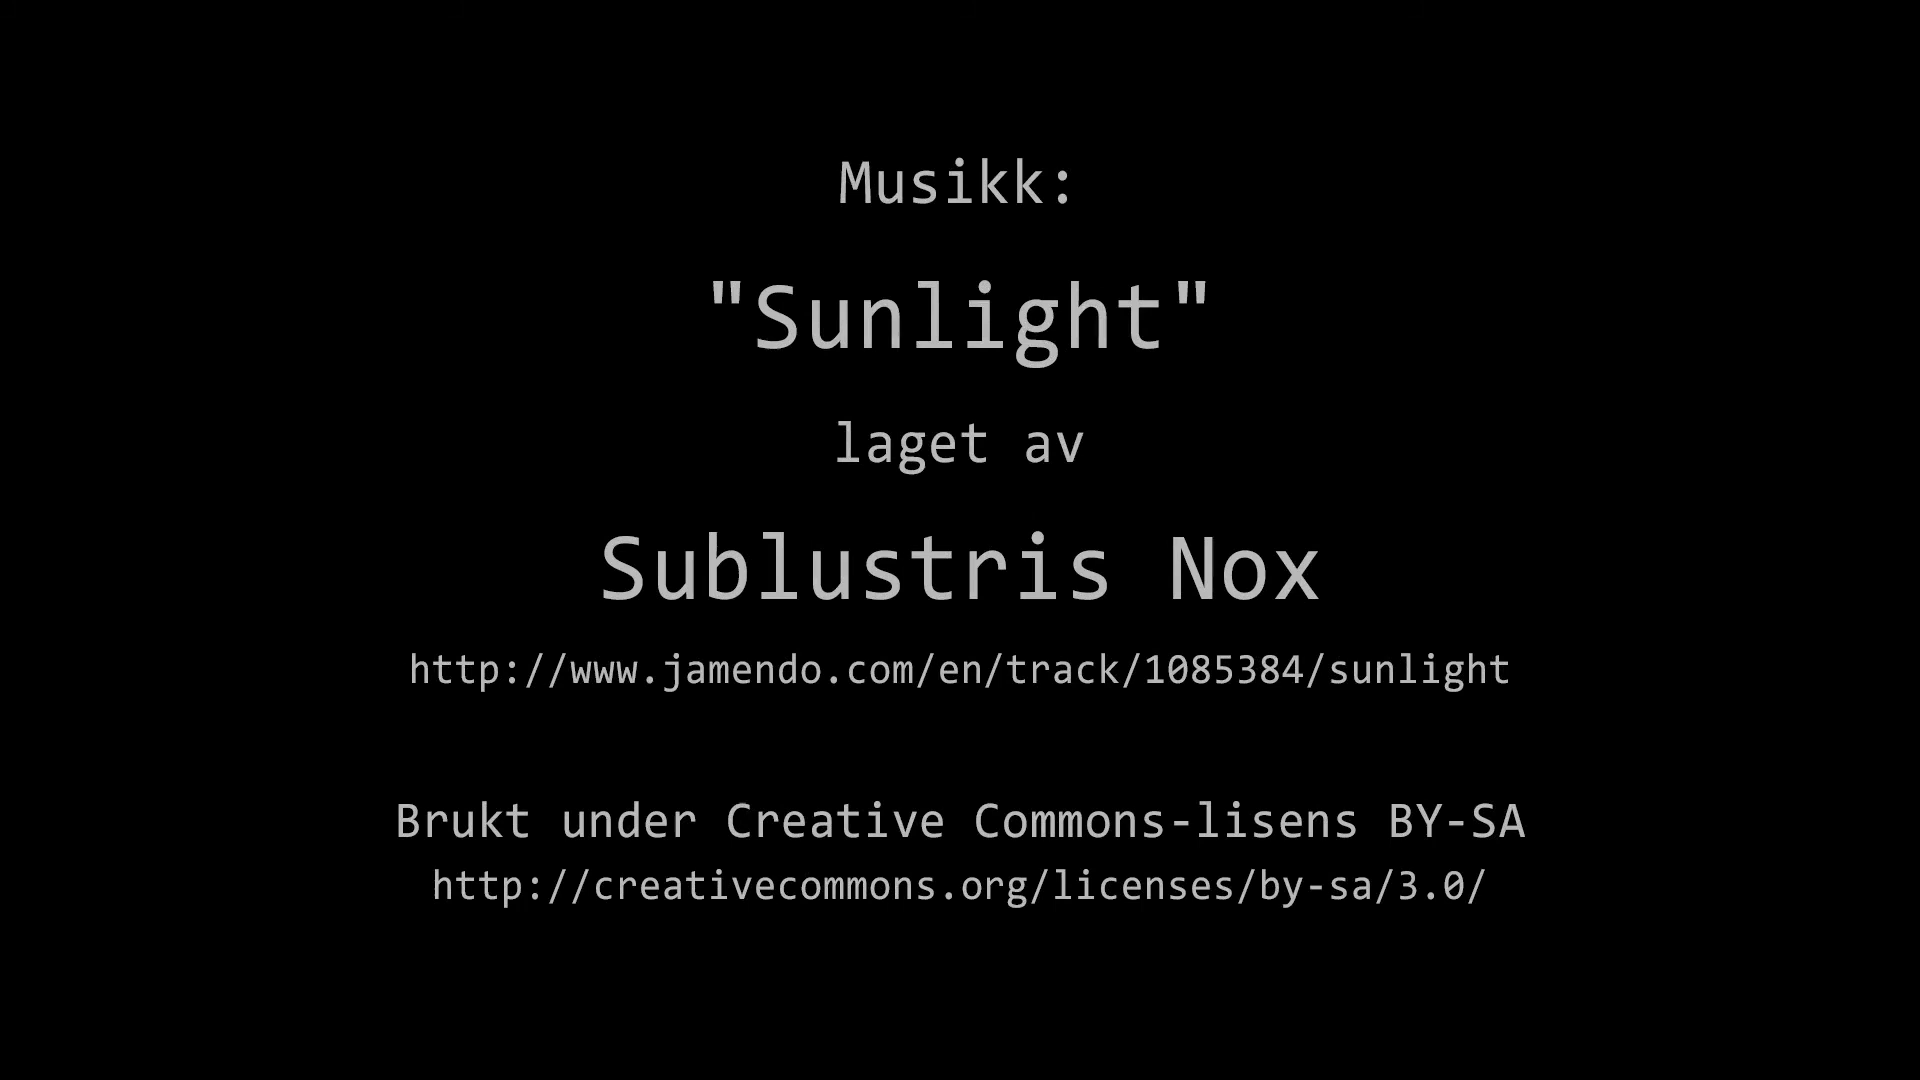 Musikk:
"Sunlight"
laget av
Sublustris Nox
http://www.jamendo.com/en/track/1085384/sunlight
Brukt under Creative Commons-lisens BY-SA
http://creativecommons.org/licenses/by-sa/3.0/